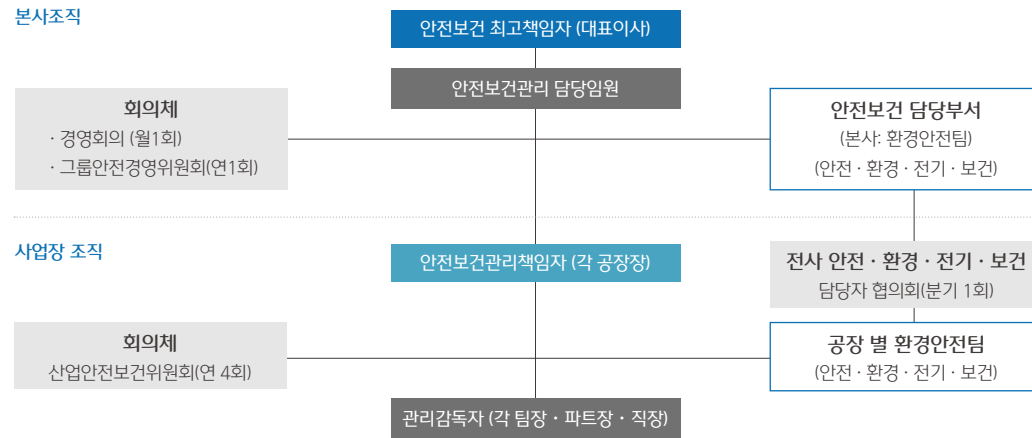 본사조직
안전보건 최고책임자 (대표이사)
안전보건관리 담당임원
회의체
· 경영회의 (월1회)
· 그룹안전경영위원회(연1회)
안전보건 담당부서
(본사: 환경안전팀)
(안전 · 환경 · 전기 · 보건)
사업장 조직
안전보건관리책임자 (각 공장장)
전사 안전 · 환경 · 전기 · 보건
담당자 협의회(분기 1회)
회의체
산업안전보건위원회(연 4회)
공장 별 환경안전팀
(안전 · 환경 · 전기 · 보건)
관리감독자 (각 팀장 · 파트장 · 직장)